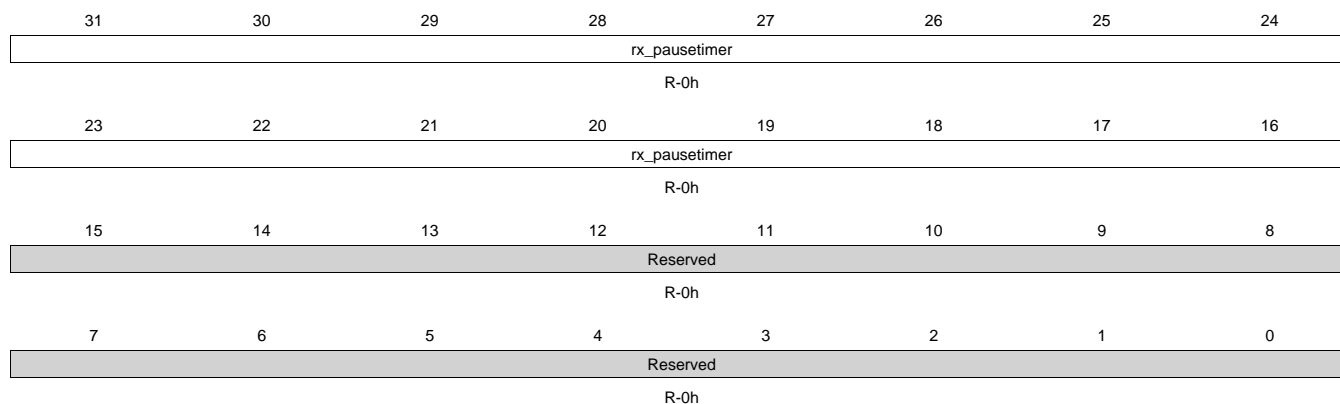 31 30 29 28 27 26 25 24
rx_pausetimer
R-0h
23 22 21 20 19 18 17 16
rx_pausetimer
R-0h
15 14 13 12 11 10 9 8
Reserved
R-0h
7 6 5 4 3 2 1 0
Reserved
R-0h